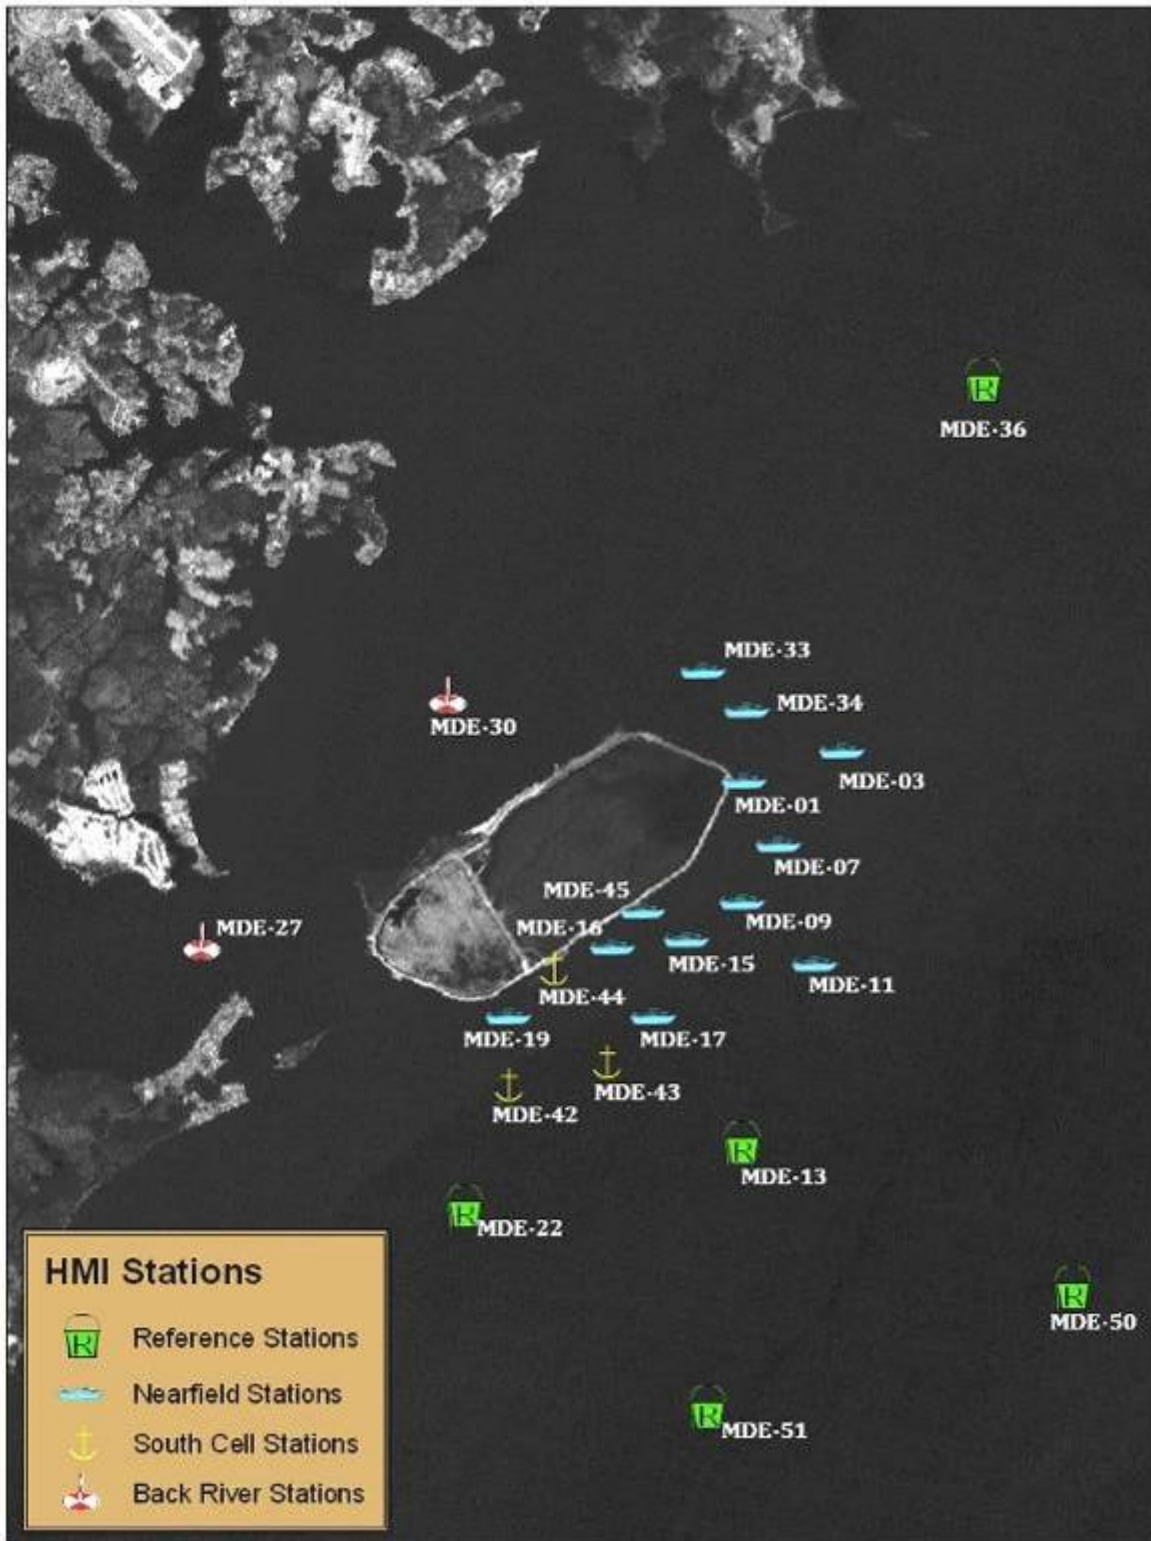 MDE-36
MDE-33
MDE-34
MDE-03
MDE-30
MDE-01
MDE-07
MDE-45
MDE-09
MDE-16
MDE-27
MDE-15
MDE-11
MDE-44
MDE-19
MDE-17
MDE-43
MDE-42
MDE-13
MDE-22
MDE-50
MDE-51
HMI Stations
R Reference Stations
Nearfield Stations
South Cell Stations
Back River Stations